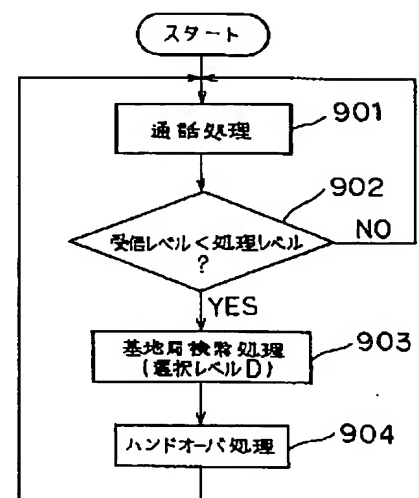 スタート
通話処理
901
902
受信レベル<処理レベル
?
NO
YES
基地局検索処理
(選択レベルD)
903
ハンドオーバ処理
904